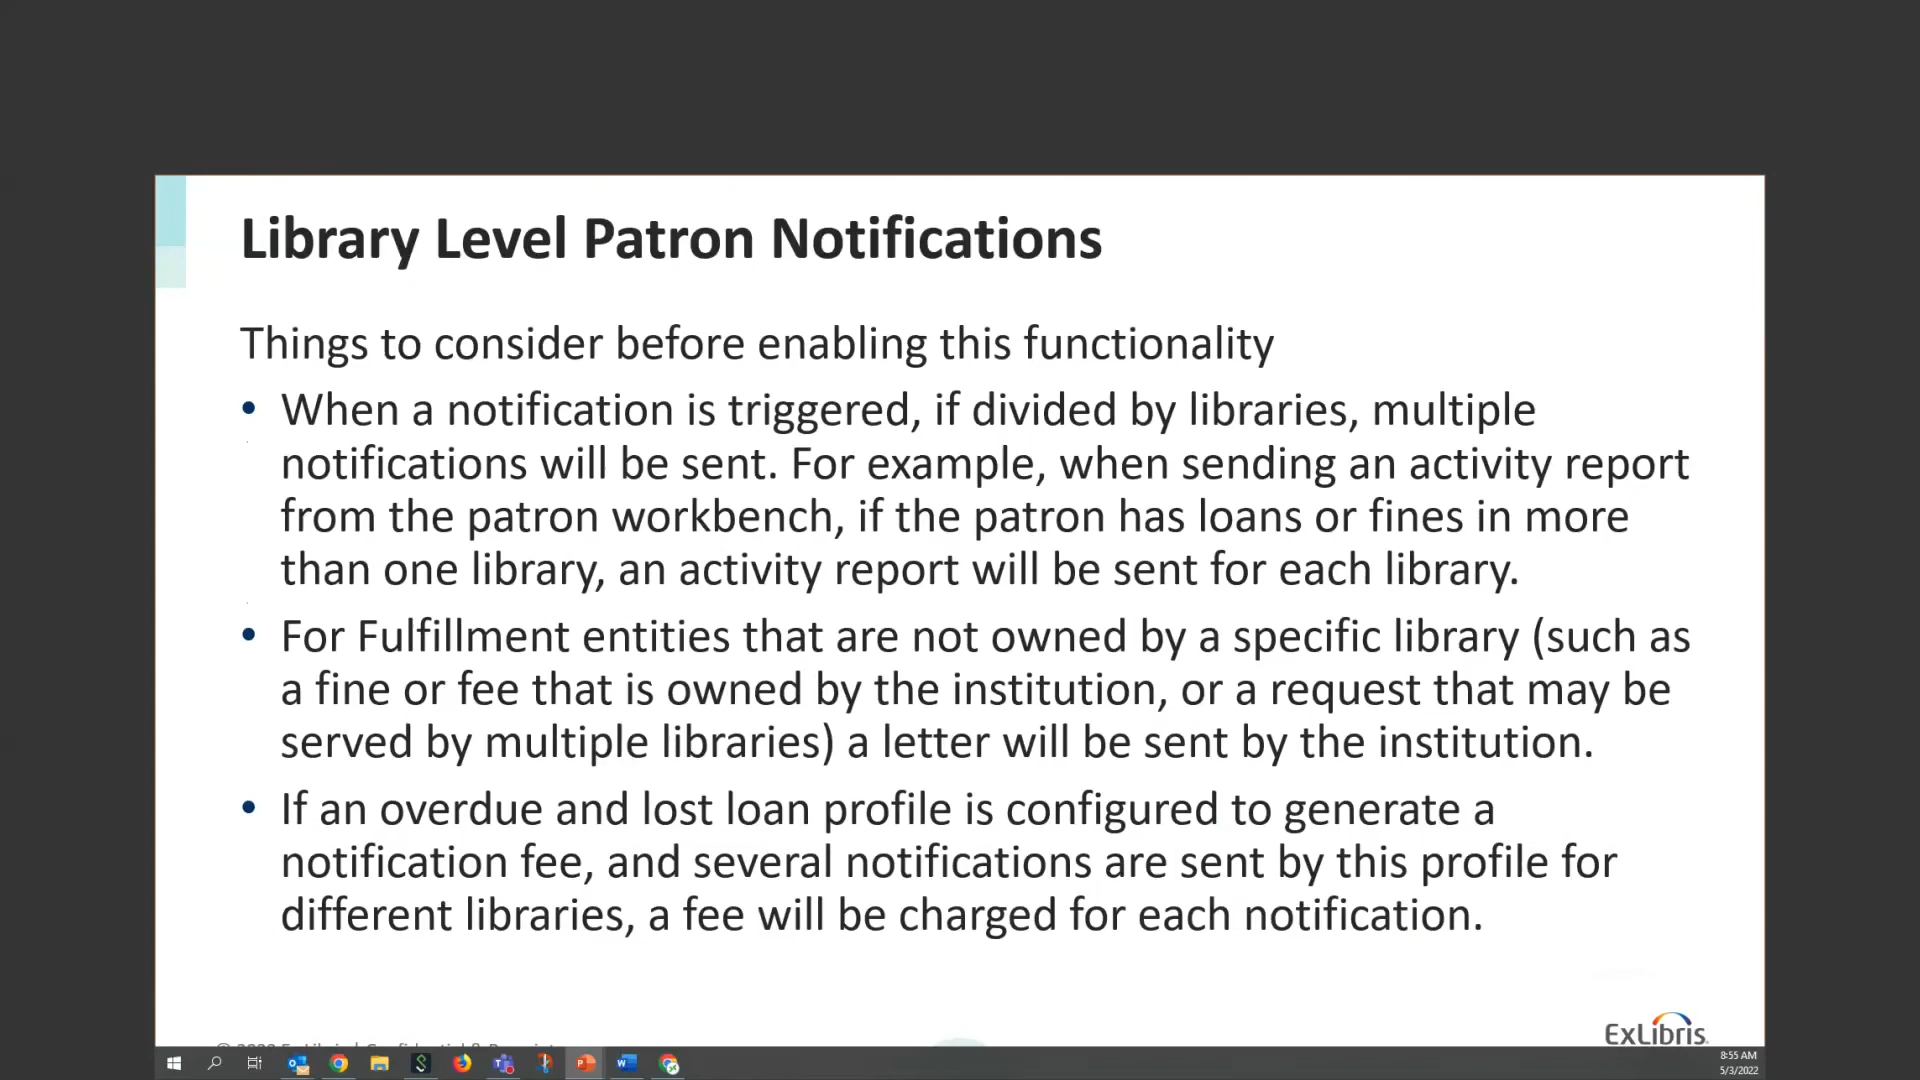 Library Level Patron Notifications
Things to consider before enabling this functionality
• When a notification is triggered, if divided by libraries, multiple
notifications will be sent. For example, when sending an activity report
from the patron workbench, if the patron has loans or fines in more
than one library, an activity report will be sent for each library.
• For Fulfillment entities that are not owned by a specific library (such as
a fine or fee that is owned by the institution, or a request that may be
served by multiple libraries) a letter will be sent by the institution.
• If an overdue and lost loan profile is configured to generate a
notification fee, and several notifications are sent by this profile for
different libraries, a fee will be charged for each notification.
ExLibris
8:55 AM
5/3/2022